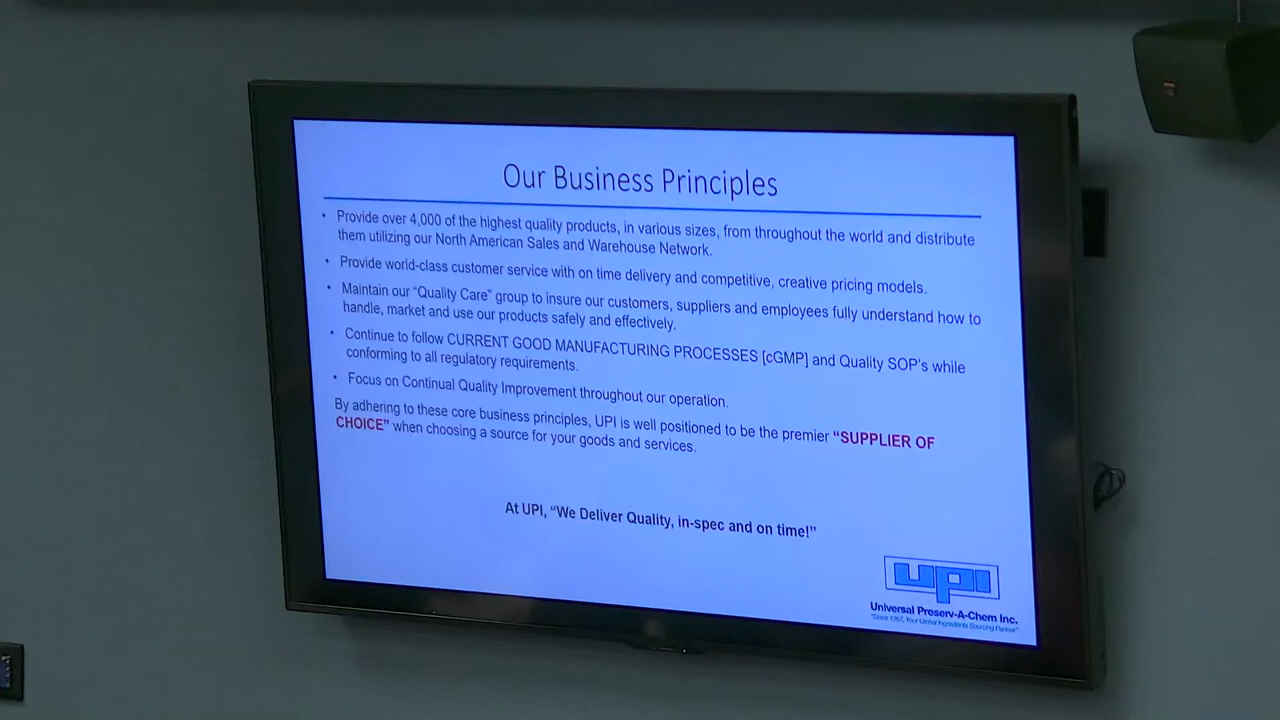 Our Business Principles
• Provide over 4,000 of the highest quality products, in various sizes, from throughout the world and distribute
them utilizing our North American Sales and Warehouse Network.
• Provide world-class customer service with on time delivery and competitive, creative pricing models.
• Maintain our “Quality Care” group to insure our customers, suppliers and employees fully understand how to
handle, market and use our products safely and effectively.
• Continue to follow CURRENT GOOD MANUFACTURING PROCESSES [cGMP] and Quality SOP's while
conforming to all regulatory requirements.
• Focus on Continual Quality Improvement throughout our operation.
By adhering to these core business principles, UPI is well positioned to be the premier “SUPPLIER OF
CHOICE” when choosing a source for your goods and services.
At UPI, “We Deliver Quality, in-spec and on time!”
upi
Universal Preserv-A-Chem Inc.
"Since 1967, Your Global Ingredients Sourcing Partner"